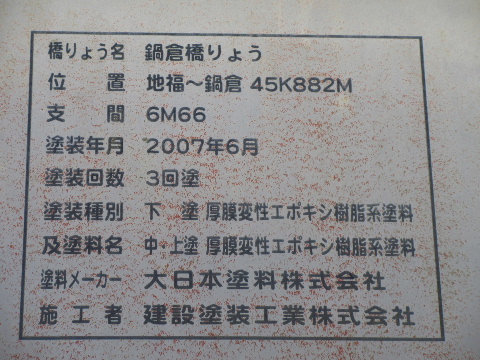 橋りょう名 鍋倉橋りょう
位置 地福〜鍋倉 45K882M
支間 6M66
塗装年月 2007年6月
塗装回数 3回塗
塗装種別 下 塗 厚膜変性エポキシ樹脂系塗料
及塗料名 中・上塗 厚膜変性エポキシ樹脂系塗料
塗料メーカー 大日本塗料株式会社
施工者 建設塗装工業株式会社